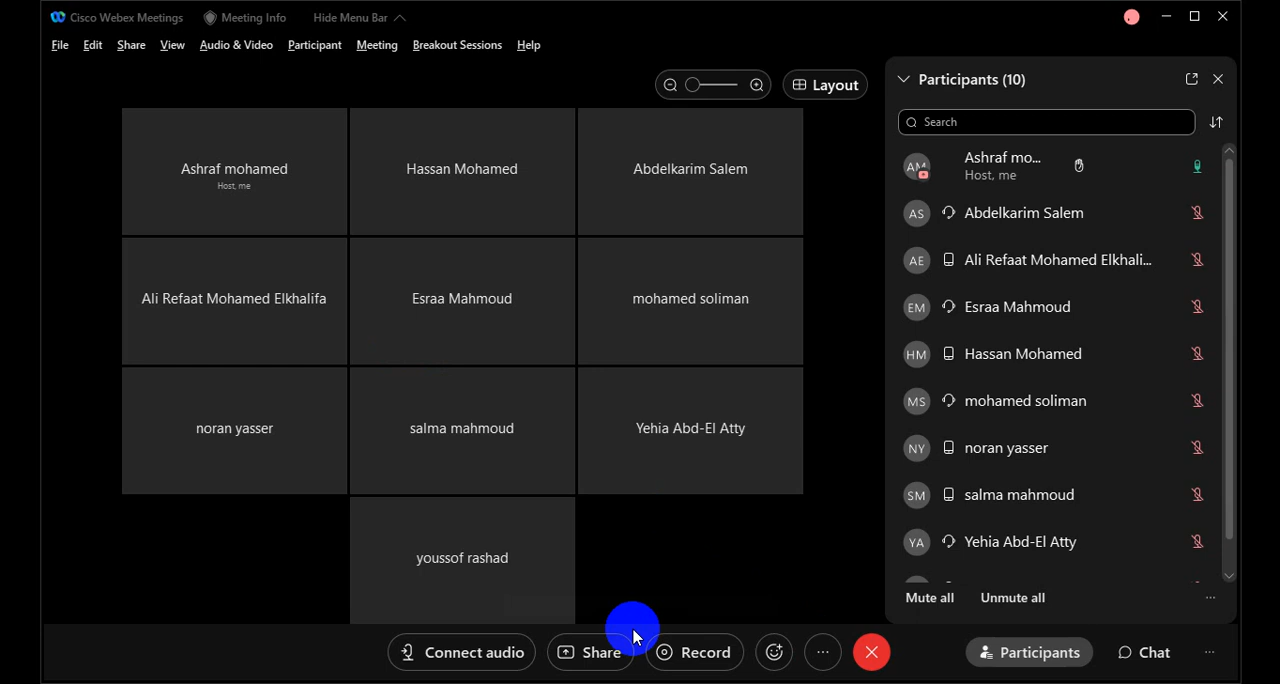 Cisco Webex Meetings Meeting Info Hide Menu Bar
File Edit Share View Audio & Video Participant Meeting Breakout Sessions Help
Layout
Ashraf mohamed
Host, me
Hassan Mohamed
Abdelkarim Salem
Ali Refaat Mohamed Elkhalifa
Esraa Mahmoud
mohamed soliman
noran yasser
salma mahmoud
Yehia Abd-El Atty
youssof rashad
Participants (10)
Search
AM Ashraf mo...
Host, me
AS Abdelkarim Salem
AE Ali Refaat Mohamed Elkhali...
EM Esraa Mahmoud
HM Hassan Mohamed
MS mohamed soliman
NY noran yasser
SM salma mahmoud
YA Yehia Abd-El Atty
Mute all Unmute all ...
Connect audio Share Record ... Participants Chat ...